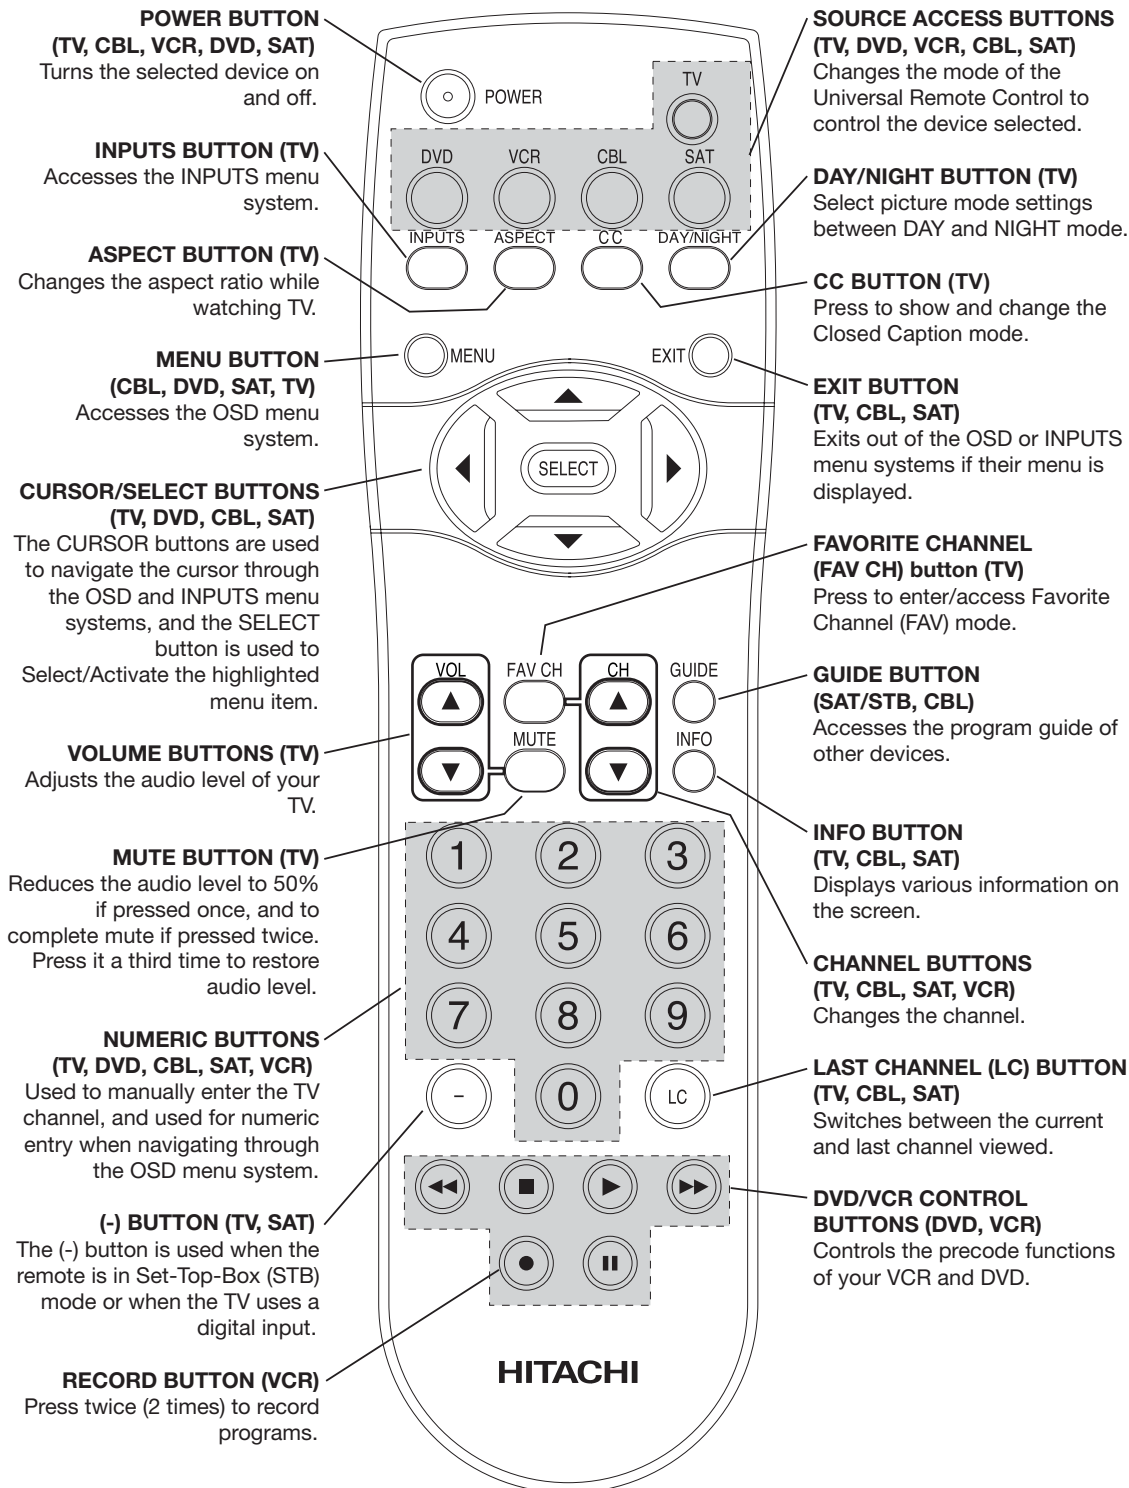 POWER BUTTON
(TV, CBL, VCR, DVD, SAT)
Turns the selected device on
and off.
INPUTS BUTTON (TV)
Accesses the INPUTS menu
system.
ASPECT BUTTON (TV)
Changes the aspect ratio while
watching TV.
MENU BUTTON
(CBL, DVD, SAT, TV)
Accesses the OSD menu
system.
CURSOR/SELECT BUTTONS
(TV, DVD, CBL, SAT)
The CURSOR buttons are used
to navigate the cursor through
the OSD and INPUTS menu
systems, and the SELECT
button is used to
Select/Activate the highlighted
menu item.
VOLUME BUTTONS (TV)
Adjusts the audio level of your
TV.
MUTE BUTTON (TV)
Reduces the audio level to 50%
if pressed once, and to
complete mute if pressed twice.
Press it a third time to restore
audio level.
NUMERIC BUTTONS
(TV, DVD, CBL, SAT, VCR)
Used to manually enter the TV
channel, and used for numeric
entry when navigating through
the OSD menu system.
(-) BUTTON (TV, SAT)
The (-) button is used when the
remote is in Set-Top-Box (STB)
mode or when the TV uses a
digital input.
RECORD BUTTON (VCR)
Press twice (2 times) to record
programs.
POWER
TV
DVD VCR CBL SAT
INPUTS ASPECT CC DAY/NIGHT
MENU EXIT
SELECT
VOL FAV CH CH GUIDE
MUTE INFO
1 2 3
4 5 6
7 8 9
- 0 LC
HITACHI
SOURCE ACCESS BUTTONS
(TV, DVD, VCR, CBL, SAT)
Changes the mode of the
Universal Remote Control to
control the device selected.
DAY/NIGHT BUTTON (TV)
Select picture mode settings
between DAY and NIGHT mode.
CC BUTTON (TV)
Press to show and change the
Closed Caption mode.
EXIT BUTTON
(TV, CBL, SAT)
Exits out of the OSD or INPUTS
menu systems if their menu is
displayed.
FAVORITE CHANNEL
(FAV CH) button (TV)
Press to enter/access Favorite
Channel (FAV) mode.
GUIDE BUTTON
(SAT/STB, CBL)
Accesses the program guide of
other devices.
INFO BUTTON
(TV, CBL, SAT)
Displays various information on
the screen.
CHANNEL BUTTONS
(TV, CBL, SAT, VCR)
Changes the channel.
LAST CHANNEL (LC) BUTTON
(TV, CBL, SAT)
Switches between the current
and last channel viewed.
DVD/VCR CONTROL
BUTTONS (DVD, VCR)
Controls the precode functions
of your VCR and DVD.